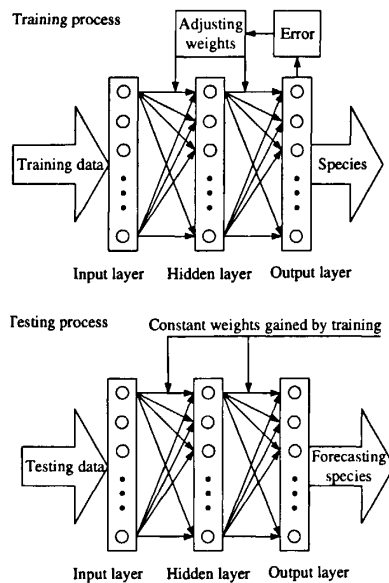 Training process
Adjusting
weights
Error
Training data
Species
Input layer Hidden layer Output layer
Testing process
Constant weights gained by training
Testing data
Forecasting
species
Input layer Hidden layer Output layer